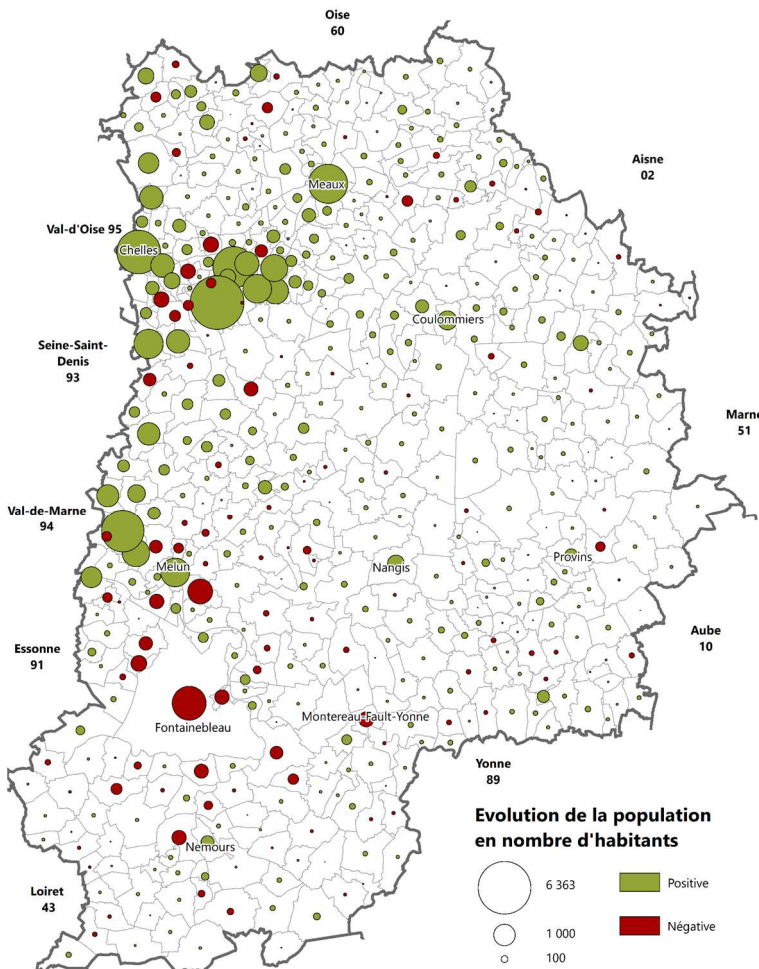 Oise
60
Aisne
02
Meaux
Val-d'Oise 95
Chelles
Coulommiers
Seine-Saint-
Denis
93
Marne
51
Val-de-Marne
94
Melun
Nangis
Provins
Essonne
91
Aube
10
Fontainebleau
Montereau-Fault-Yonne
Yonne
89
Nemours
Loiret
43
Evolution de la population
en nombre d'habitants
6 363
Positive
1 000
Négative
100